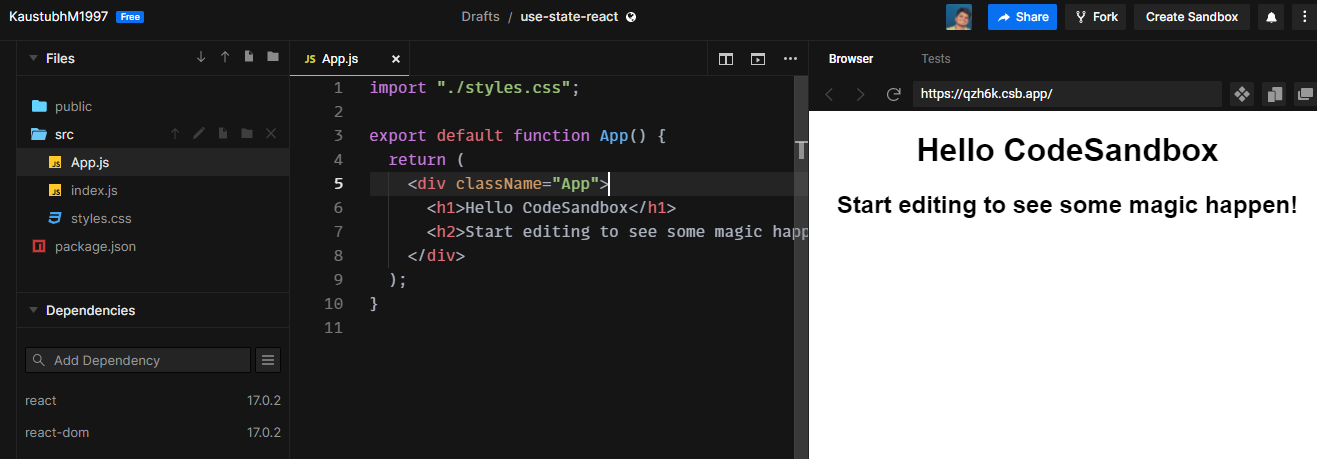 KaustubhM1997 Free
Drafts / use-state-react
Share
Fork
Create Sandbox
Files
public
src
JS App.js
JS index.js
styles.css
package.json
Dependencies
Add Dependency
react 17.0.2
react-dom 17.0.2
JS App.js
1 import "./styles.css";
2
3 export default function App() {
4 return (
5 <div className="App">
6 <h1>Hello CodeSandbox</h1>
7 <h2>Start editing to see some magic happ
8 </div>
9 );
10 }
11
Browser Tests
https://qzh6k.csb.app/
Hello CodeSandbox
Start editing to see some magic happen!